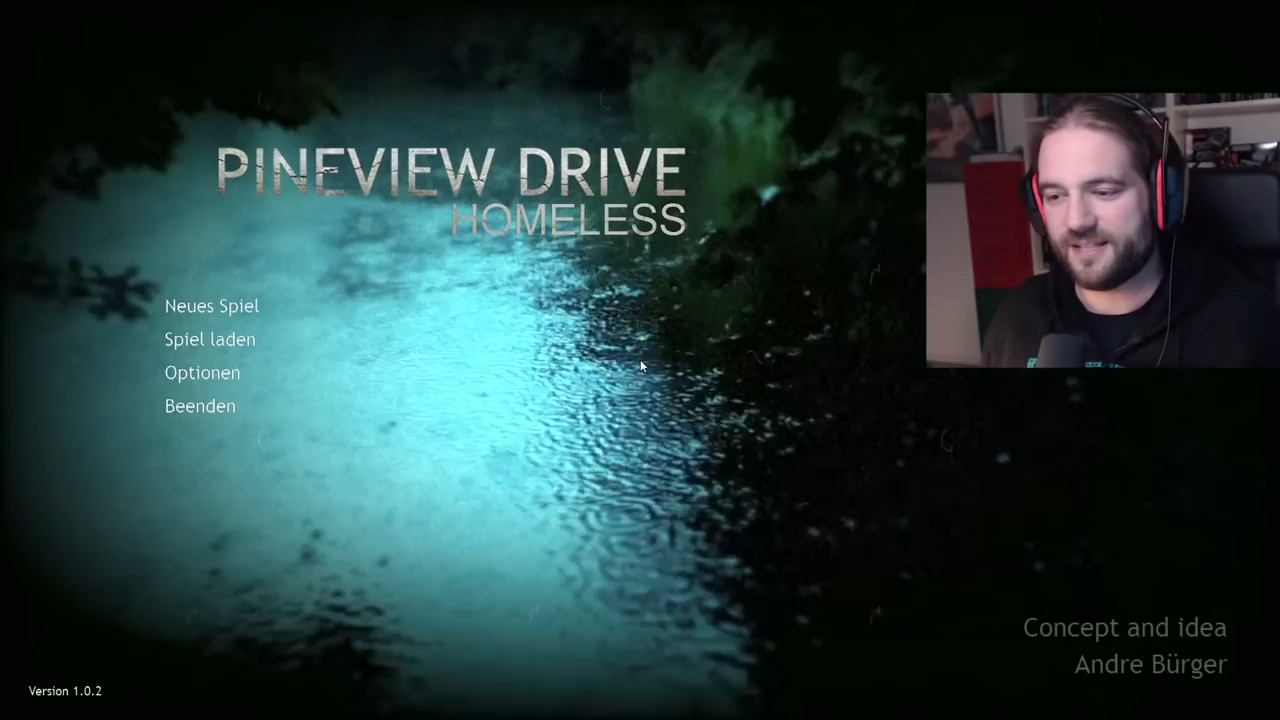 PINEVIEW DRIVE
HOMELESS
Neues Spiel
Spiel laden
Optionen
Beenden
Concept and idea
Andre Bürger
Version 1.0.2